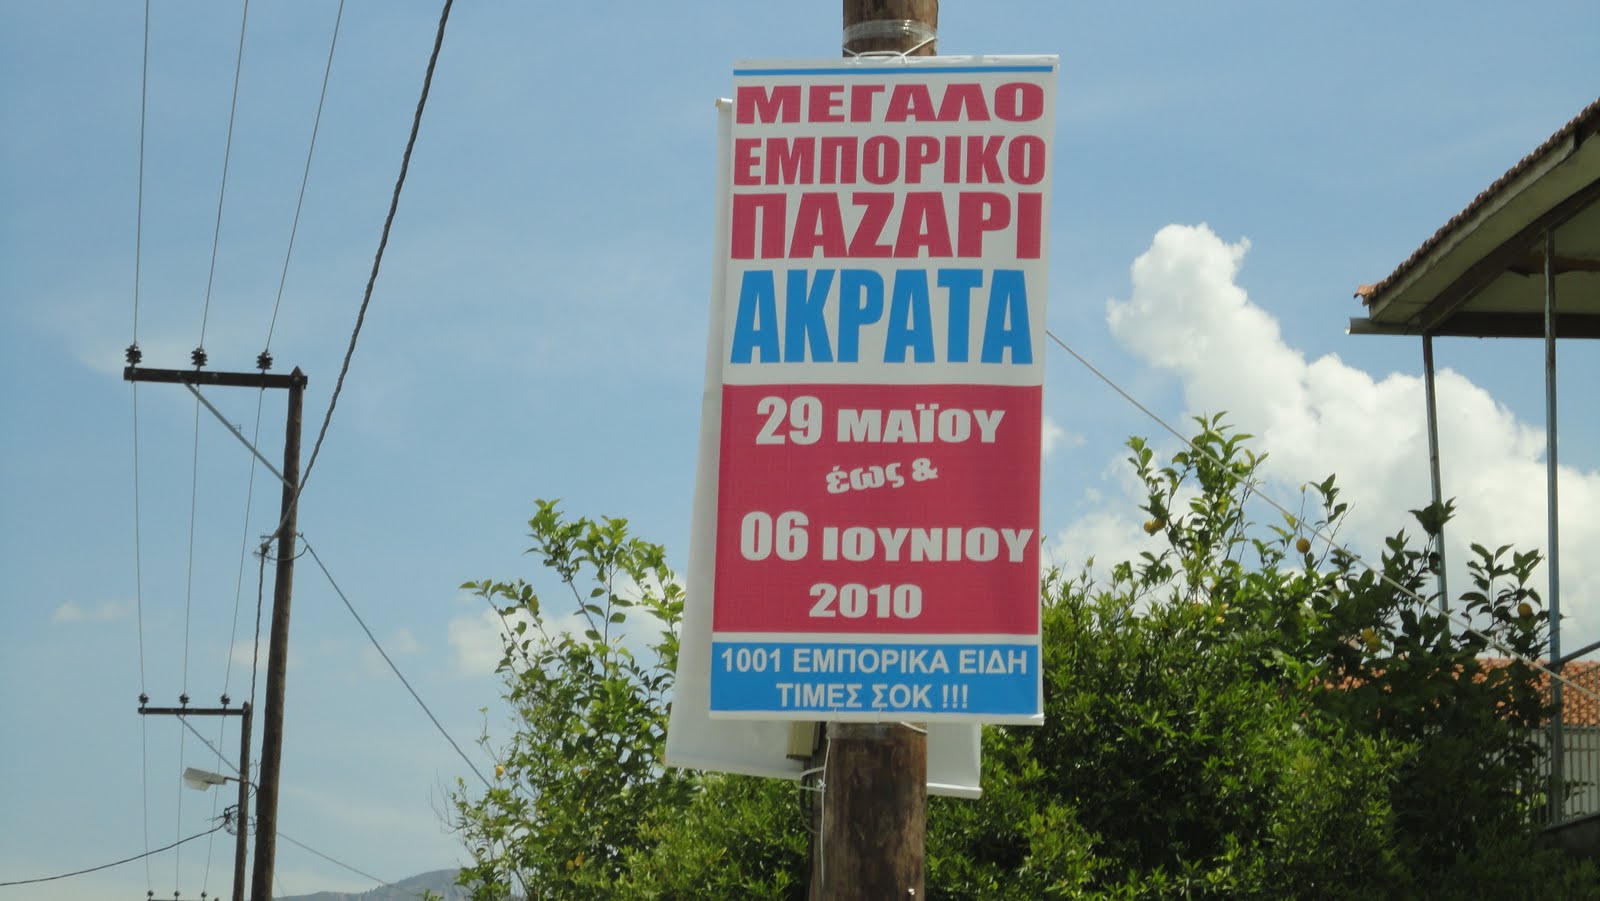 ΜΕΓΑΛΟ
ΕΜΠΟΡΙΚΟ
ΠΑΖΑΡΙ
ΑΚΡΑΤΑ
29 ΜΑΪΟΥ
έως &
06 ΙΟΥΝΙΟΥ
2010
1001 ΕΜΠΟΡΙΚΑ ΕΙΔΗ
ΤΙΜΕΣ ΣΟΚ !!!